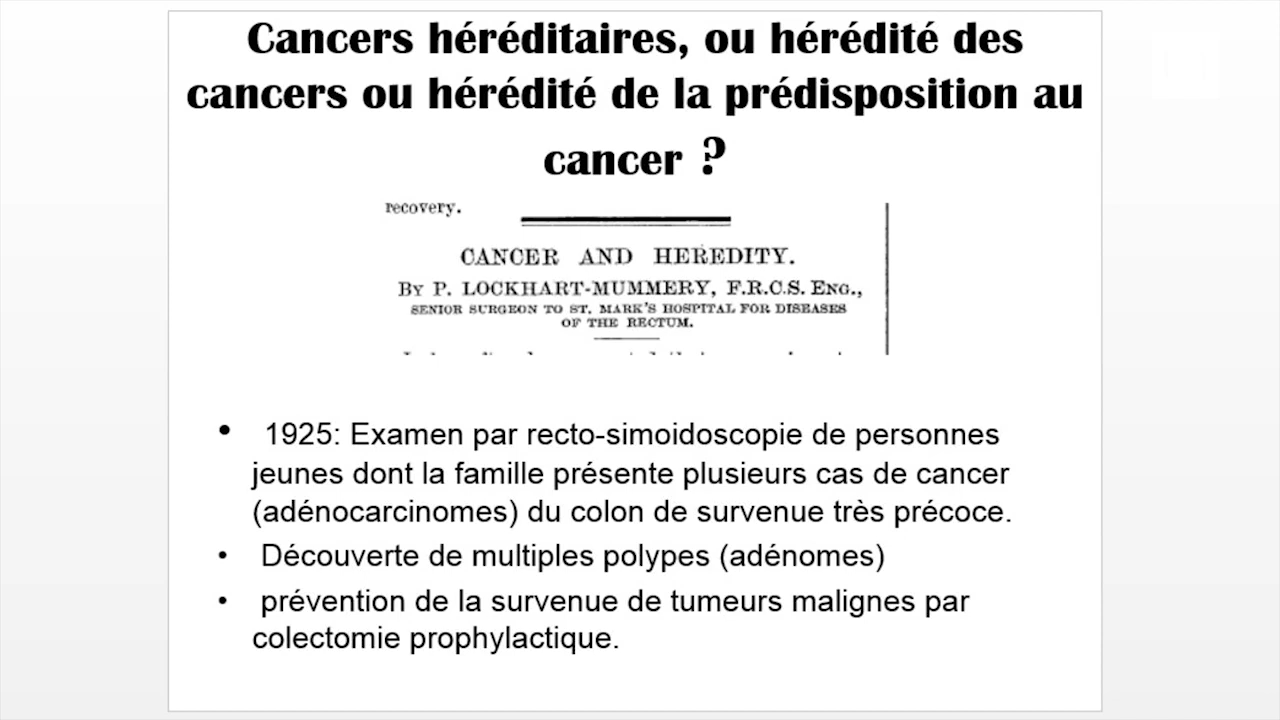 Cancers héréditaires, ou hérédité des
cancers ou hérédité de la prédisposition au
cancer ?
recovery.
CANCER AND HEREDITY.
BY P. LOCKHART-MUMMERY, F.R.C.S. ENG.,
SENIOR SURGEON TO ST. MARK'S HOSPITAL FOR DISEASES
OF THE RECTUM.
• 1925: Examen par recto-simoidoscopie de personnes
jeunes dont la famille présente plusieurs cas de cancer
(adénocarcinomes) du colon de survenue très précoce.
• Découverte de multiples polypes (adénomes)
• prévention de la survenue de tumeurs malignes par
colectomie prophylactique.